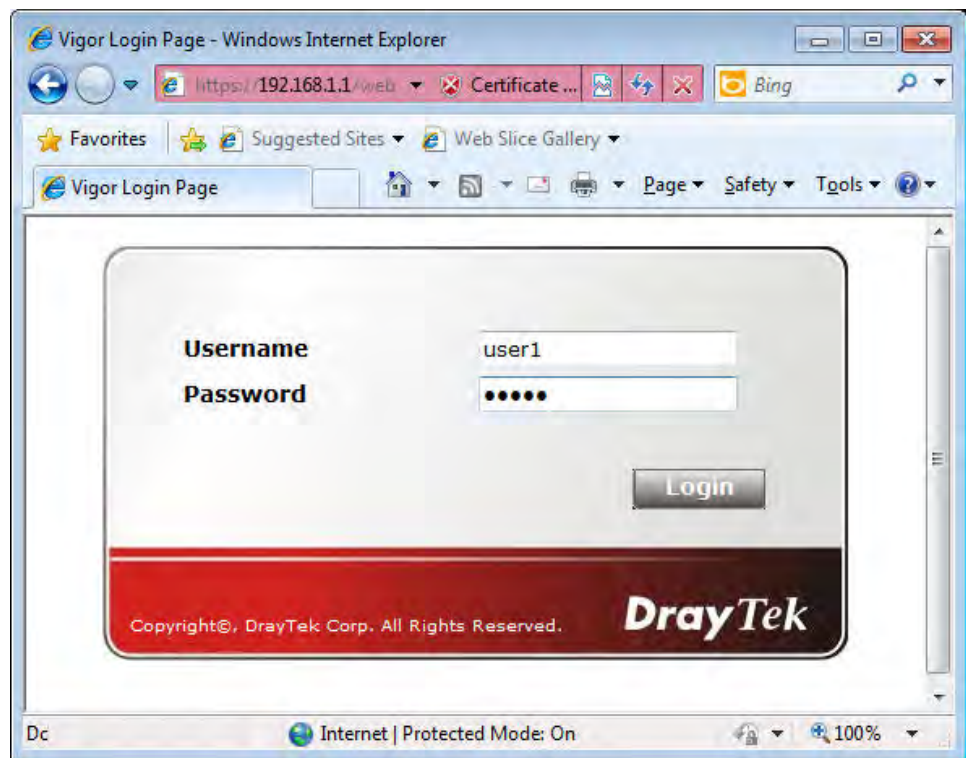 Vigor Login Page - Windows Internet Explorer
https://192.168.1.1/web Certificate ... Bing
Favorites Suggested Sites Web Slice Gallery
Vigor Login Page Page Safety Tools
Username user1
Password •••••
Login
Copyright©, DrayTek Corp. All Rights Reserved. DrayTek
Dc Internet | Protected Mode: On 100%